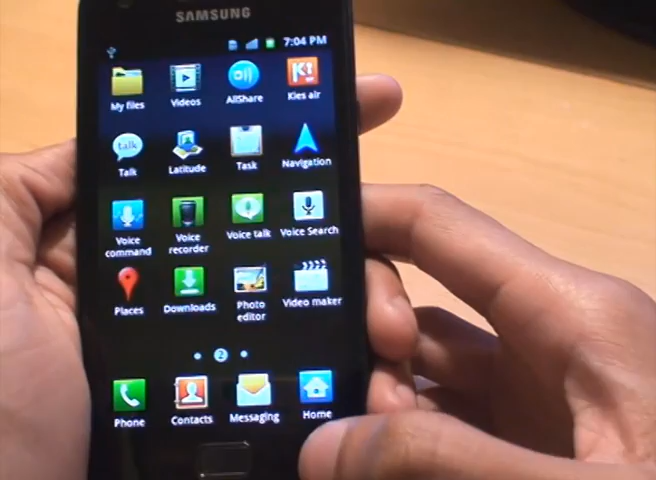 SAMSUNG
7:04 PM
My files
Videos
AllShare
Kies air
talk
Talk
Latitude
Task
Navigation
Voice command
Voice recorder
Voice talk
Voice Search
Places
Downloads
Photo editor
Video maker
2
Phone
Contacts
Messaging
Home